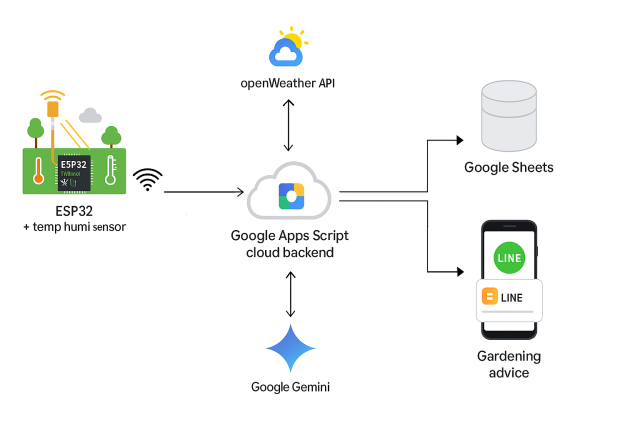 openWeather API
E5P32
ESP32
+ temp humi sensor
Google Apps Script
cloud backend
Google Sheets
LINE
LINE
Gardening
advice
Google Gemini